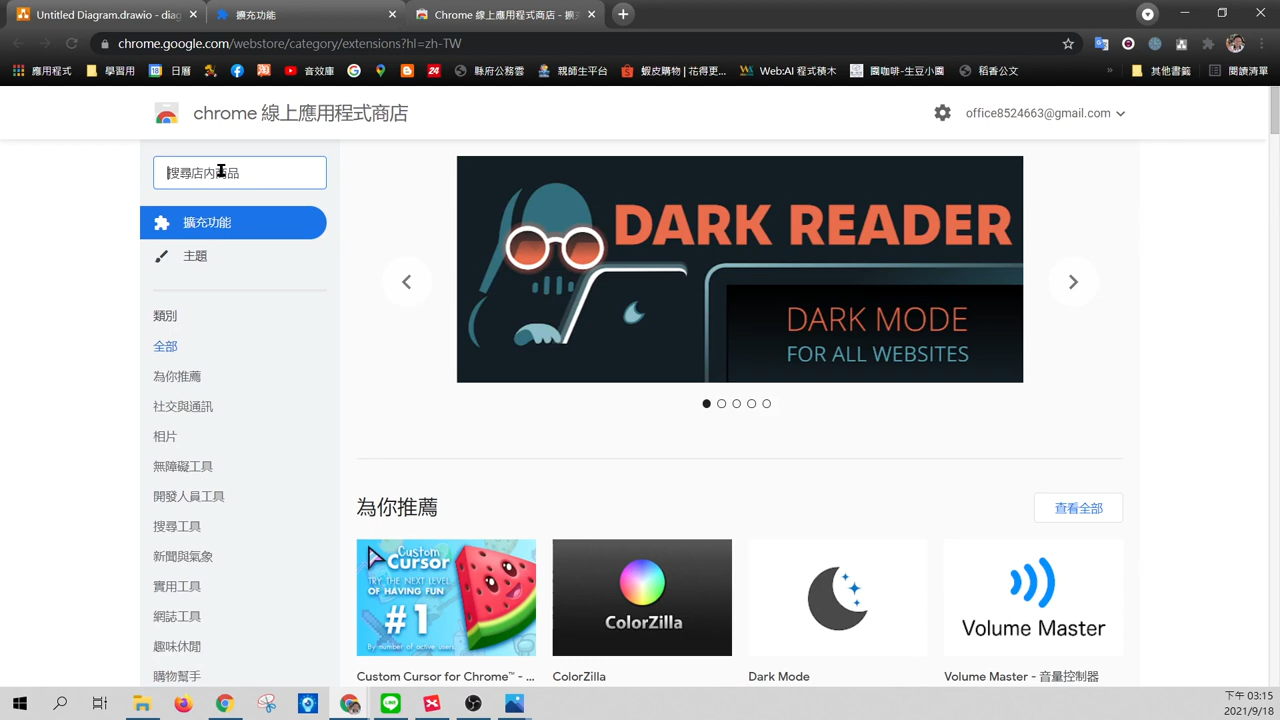 Untitled Diagram.drawio - diag
擴充功能
Chrome 線上應用程式商店 - 擴充
chrome.google.com/webstore/category/extensions?hl=zh-TW
應用程式
學習用
日曆
音效庫
縣府公務雲
親師生平台
蝦皮購物 | 花得更...
Web:AI 程式積木
國咖啡-生豆小園
稻香公文
»
其他書籤
閱讀清單
chrome 線上應用程式商店
office8524663@gmail.com
搜尋店內商品
擴充功能
主題
類別
全部
為你推薦
社交與通訊
相片
無障礙工具
開發人員工具
搜尋工具
新聞與氣象
實用工具
網誌工具
趣味休閒
購物幫手
DARK READER
DARK MODE
FOR ALL WEBSITES
為你推薦
查看全部
Custom
Cursor
TRY THE NEXT LEVEL
OF HAVING FUN
#1
By number of active users
ColorZilla
Volume Master
Custom Cursor for Chrome™ - ...
ColorZilla
Dark Mode
Volume Master - 音量控制器
下午 03:15
2021/9/18